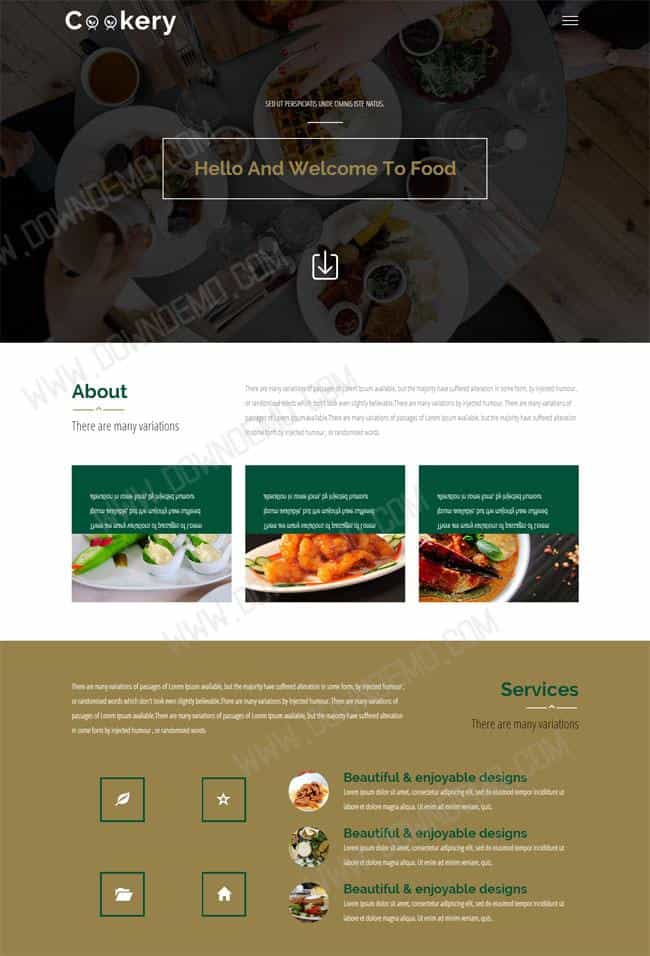 Cookery
SED UT PERSPICIATIS UNDE OMNIS ISTE NATUS.
Hello And Welcome To Food
About
There are many variations
There are many variations of passages of Lorem Ipsum available, but the majority have suffered alteration in some form, by injected humour,
or randomised words which don't look even slightly believable.There are many variations by injected humour, or randomised words. There are many variations of
passages of Lorem Ipsum available.There are many variations of passages of Lorem Ipsum available, but the majority have suffered alteration
in some form by injected humour, or randomised words.
There are many variations of passages of Lorem Ipsum available, but the majority have suffered alteration in some form, by injected humour,
or randomised words which don't look even slightly believable.There are many variations of
passages of Lorem Ipsum available.There are many variations of passages of Lorem Ipsum available, but the majority have suffered alteration
in some form by injected humour, or randomised words.
Services
There are many variations
Beautiful & enjoyable designs
Lorem ipsum dolor sit amet, consectetur adipiscing elit, sed do eiusmod tempor incididunt ut
labore et dolore magna aliqua. Ut enim ad minim veniam, quis.
Beautiful & enjoyable designs
Lorem ipsum dolor sit amet, consectetur adipiscing elit, sed do eiusmod tempor incididunt ut
labore et dolore magna aliqua. Ut enim ad minim veniam, quis.
Beautiful & enjoyable designs
Lorem ipsum dolor sit amet, consectetur adipiscing elit, sed do eiusmod tempor incididunt ut
labore et dolore magna aliqua. Ut enim ad minim veniam, quis.
WWW.DOWNDEMO.COM